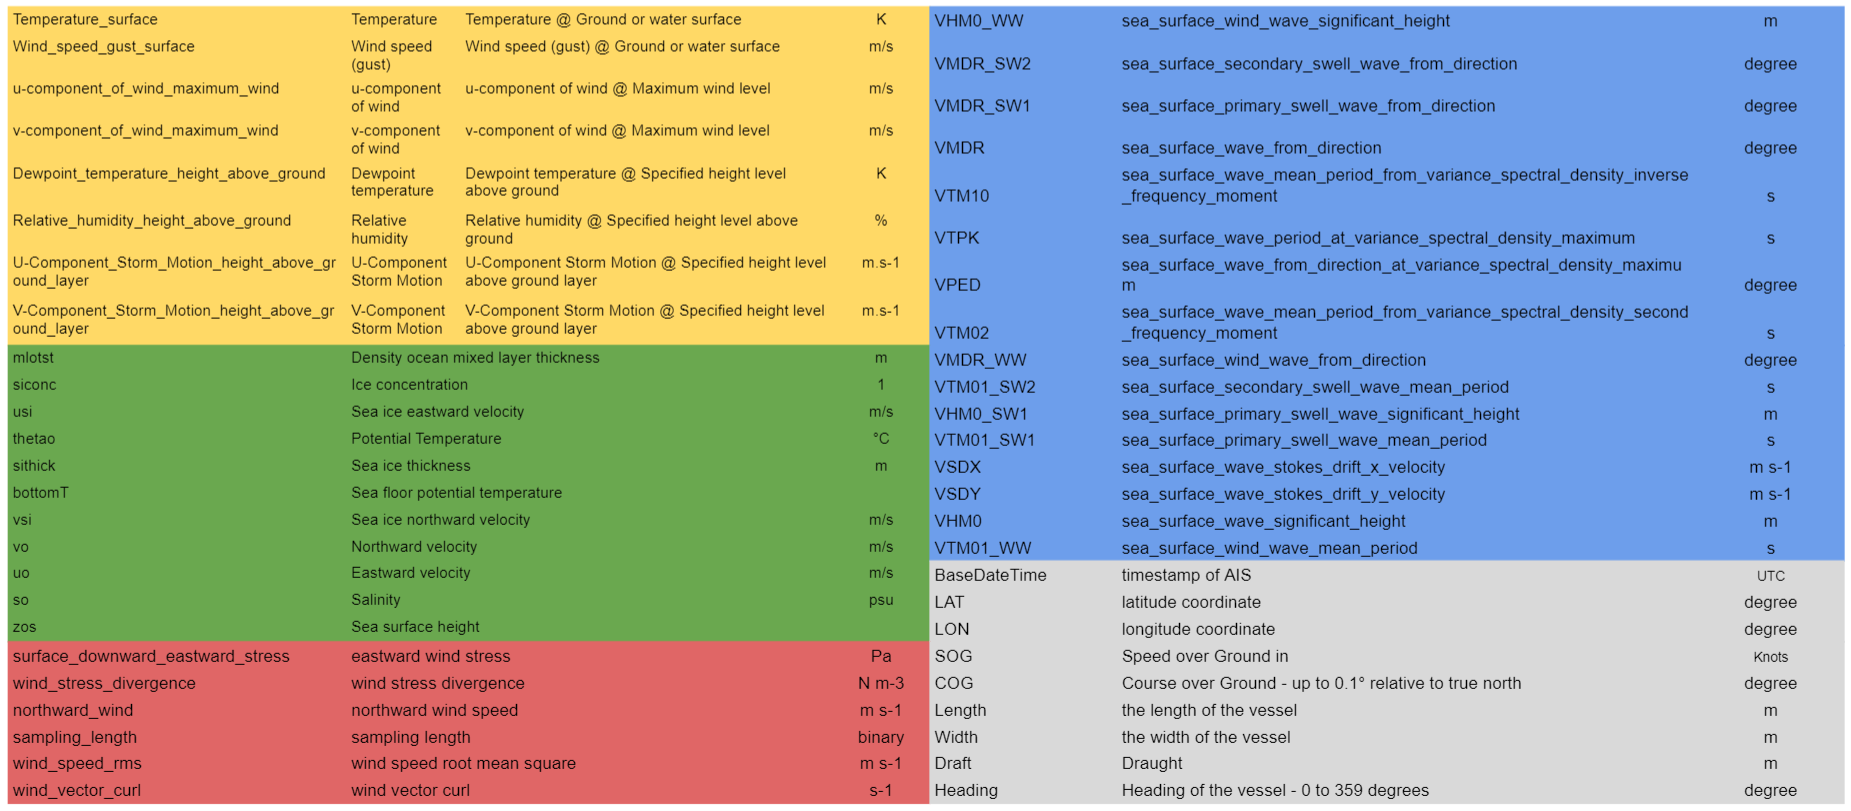 Temperature_surface Temperature Temperature @ Ground or water surface K
Wind_speed_gust_surface Wind speed Wind speed (gust) @ Ground or water surface m/s
(gust)
u-component_of_wind_maximum_wind u-component u-component of wind @ Maximum wind level m/s
of wind
v-component_of_wind_maximum_wind v-component v-component of wind @ Maximum wind level m/s
of wind
Dewpoint_temperature_height_above_ground Dewpoint Dewpoint temperature @ Specified height level K
temperature above ground
Relative_humidity_height_above_ground Relative Relative humidity @ Specified height level above %
humidity ground
U-Component_Storm_Motion_height_above_gr U-Component U-Component Storm Motion @ Specified height level m.s-1
ound_layer Storm Motion above ground layer
V-Component_Storm_Motion_height_above_gr V-Component V-Component Storm Motion @ Specified height level m.s-1
ound_layer Storm Motion above ground layer
mlotst Density ocean mixed layer thickness m
siconc Ice concentration 1
usi Sea ice eastward velocity m/s
thetao Potential Temperature °C
sithick Sea ice thickness m
bottomT Sea floor potential temperature
vsi Sea ice northward velocity m/s
vo Northward velocity m/s
uo Eastward velocity m/s
so Salinity psu
zos Sea surface height
surface_downward_eastward_stress eastward wind stress Pa
wind_stress_divergence wind stress divergence N m-3
northward_wind northward wind speed m s-1
sampling_length sampling length binary
wind_speed_rms wind speed root mean square m s-1
wind_vector_curl wind vector curl s-1
VHM0_WW sea_surface_wind_wave_significant_height m
VMDR_SW2 sea_surface_secondary_swell_wave_from_direction degree
VMDR_SW1 sea_surface_primary_swell_wave_from_direction degree
VMDR sea_surface_wave_from_direction degree
sea_surface_wave_mean_period_from_variance_spectral_density_inverse
VTM10 _frequency_moment s
VTPK sea_surface_wave_period_at_variance_spectral_density_maximum s
sea_surface_wave_from_direction_at_variance_spectral_density_maximu
VPED m degree
sea_surface_wave_mean_period_from_variance_spectral_density_second
VTM02 _frequency_moment s
VMDR_WW sea_surface_wind_wave_from_direction degree
VTM01_SW2 sea_surface_secondary_swell_wave_mean_period s
VHM0_SW1 sea_surface_primary_swell_wave_significant_height m
VTM01_SW1 sea_surface_primary_swell_wave_mean_period s
VSDX sea_surface_wave_stokes_drift_x_velocity m s-1
VSDY sea_surface_wave_stokes_drift_y_velocity m s-1
VHM0 sea_surface_wave_significant_height m
VTM01_WW sea_surface_wind_wave_mean_period s
BaseDateTime timestamp of AIS UTC
LAT latitude coordinate degree
LON longitude coordinate degree
SOG Speed over Ground in Knots
COG Course over Ground - up to 0.1° relative to true north degree
Length the length of the vessel m
Width the width of the vessel m
Draft Draught m
Heading Heading of the vessel - 0 to 359 degrees degree